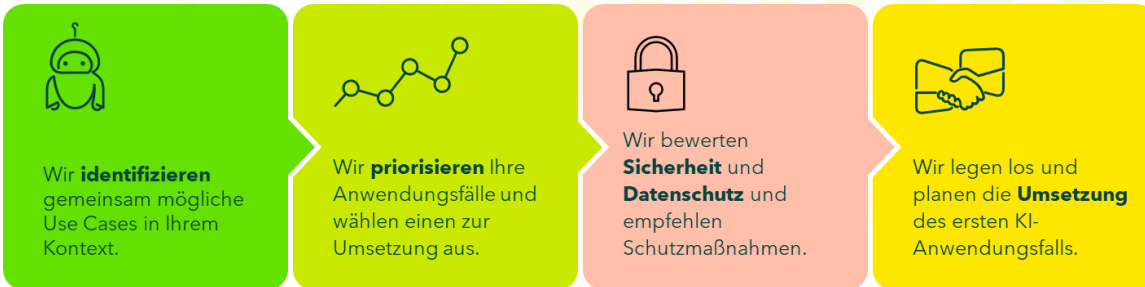 Wir identifizieren
gemeinsam mögliche
Use Cases in Ihrem
Kontext.
Wir priorisieren Ihre
Anwendungsfälle und
wählen einen zur
Umsetzung aus.
Wir bewerten
Sicherheit und
Datenschutz und
empfehlen
Schutzmaßnahmen.
Wir legen los und
planen die Umsetzung
des ersten KI-
Anwendungsfalls.